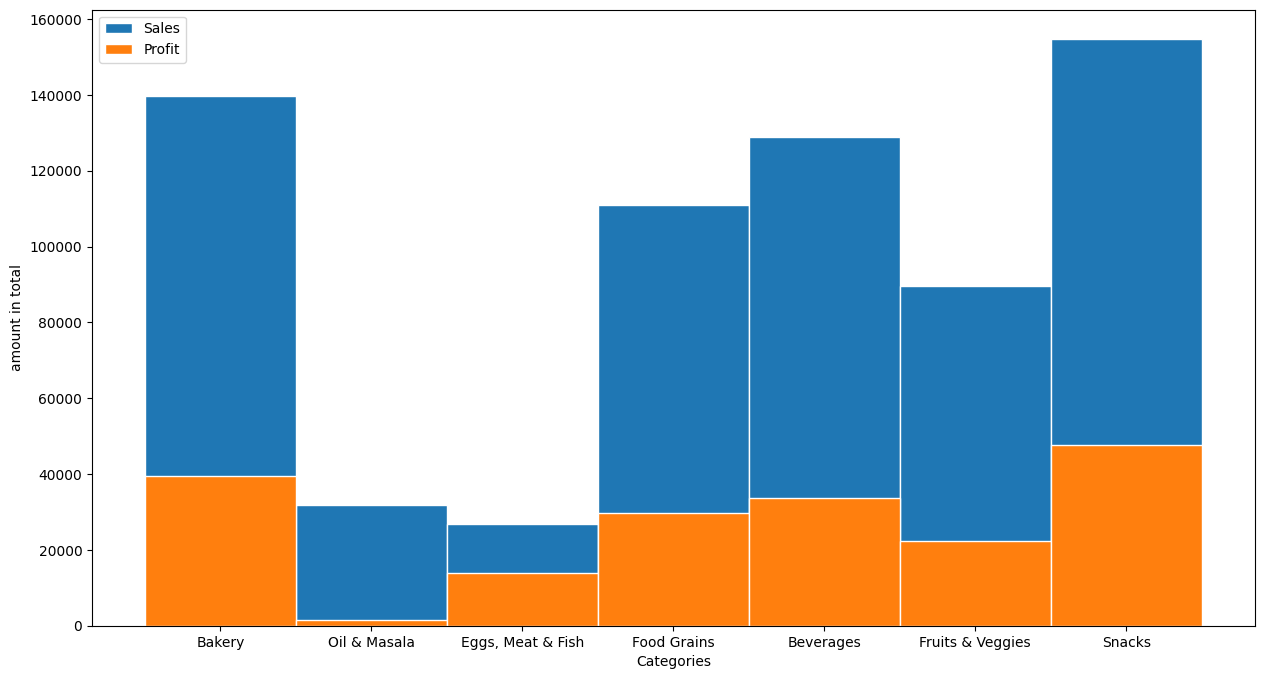 Sales
Profit
160000
140000
120000
100000
80000
60000
40000
20000
0
amount in total
Bakery
Oil & Masala
Eggs, Meat & Fish
Food Grains
Beverages
Fruits & Veggies
Snacks
Categories